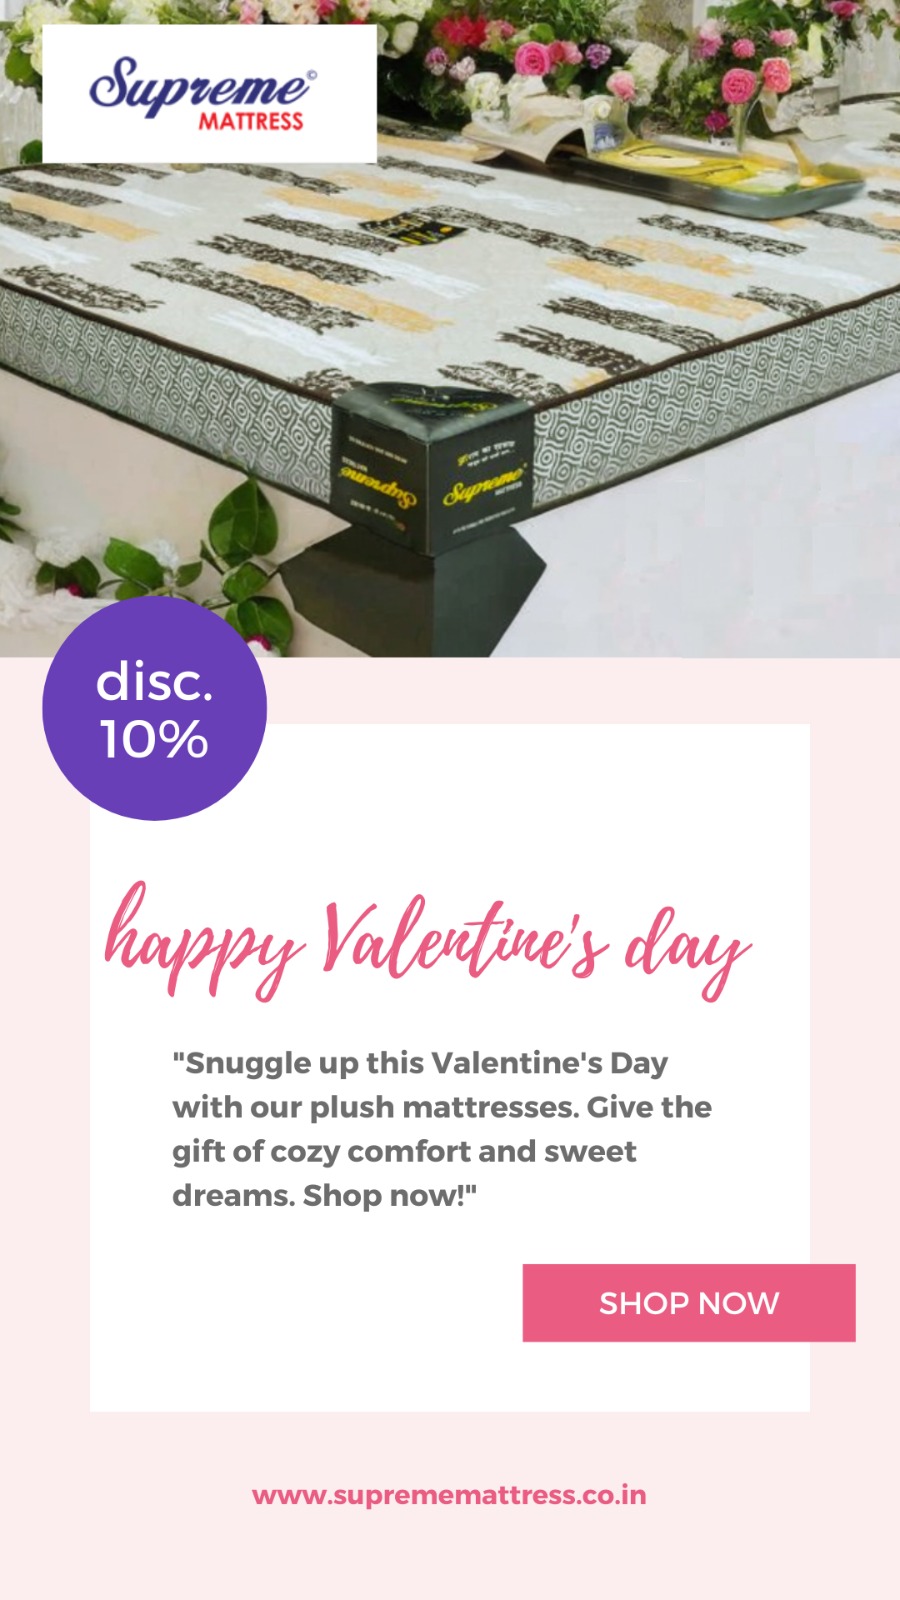 Supreme©
MATTRESS
Supreme
MATTRESS
Supreme
disc.
10%
happy Valentine's day
"Snuggle up this Valentine's Day
with our plush mattresses. Give the
gift of cozy comfort and sweet
dreams. Shop now!"
SHOP NOW
www.suprememattress.co.in